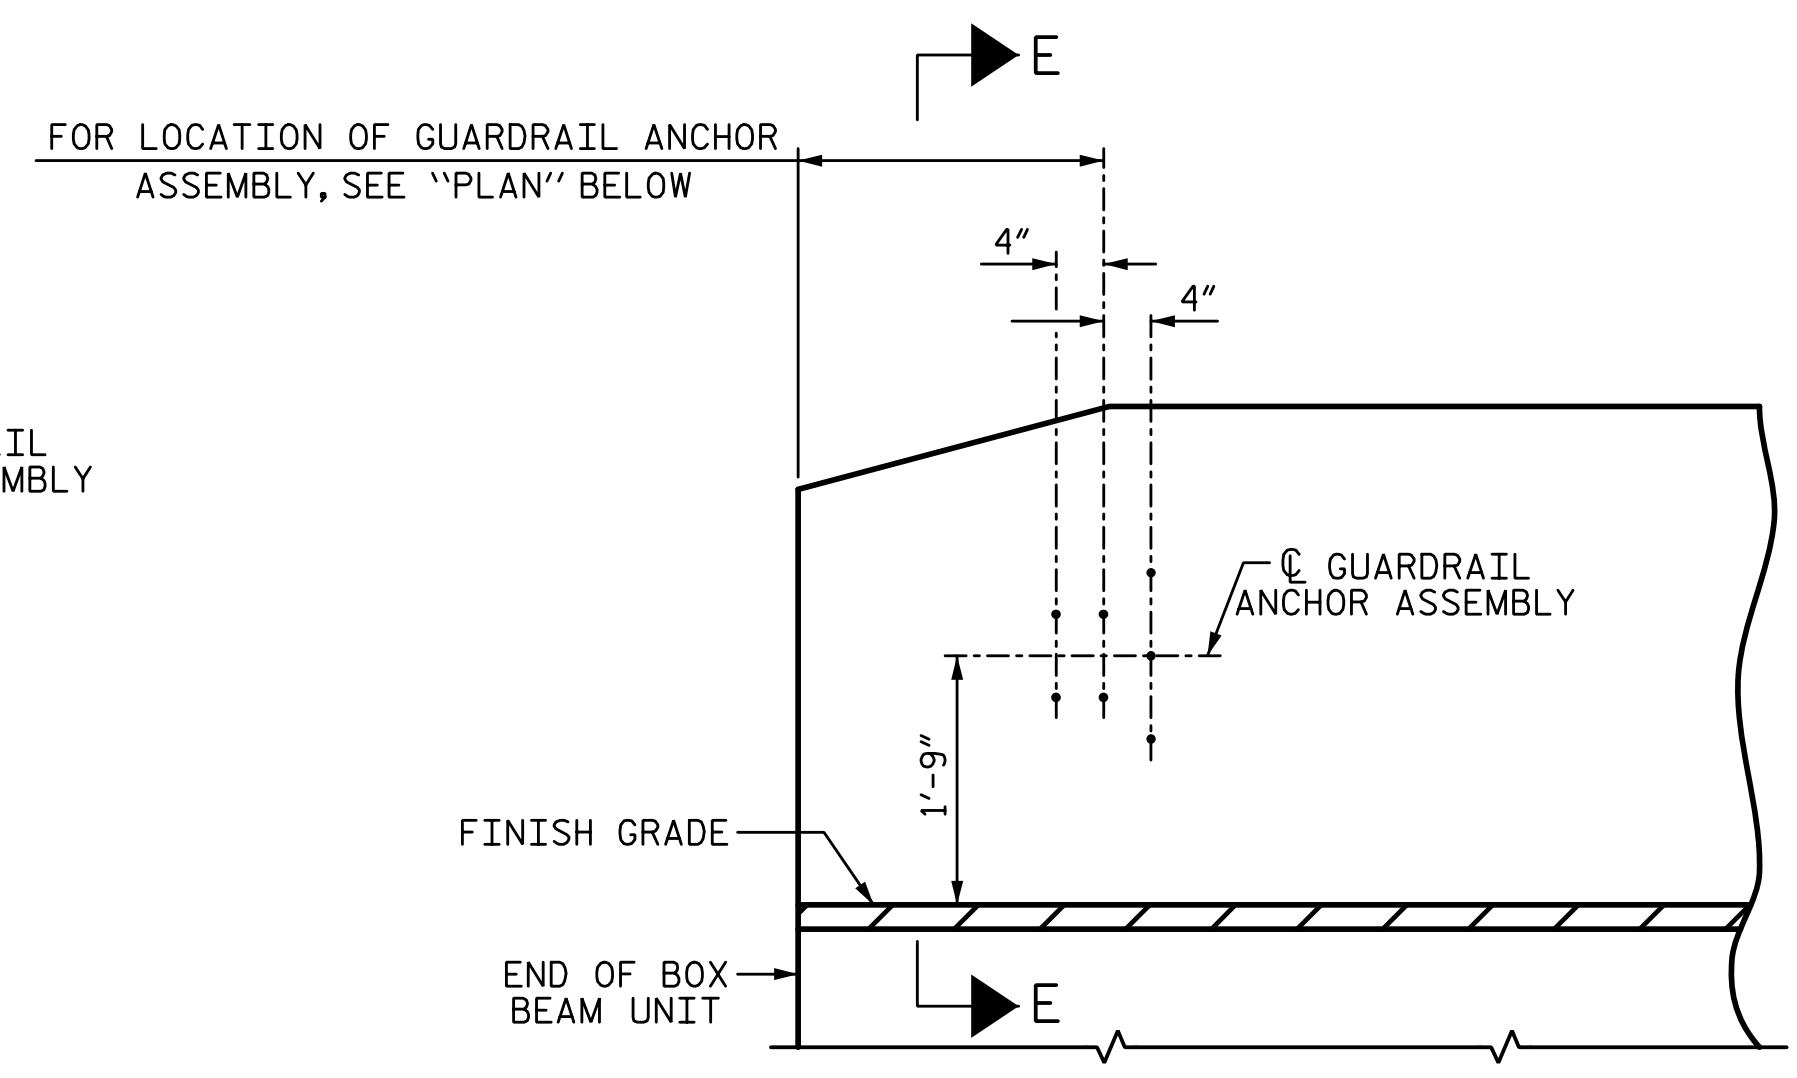 E
FOR LOCATION OF GUARDRAIL ANCHOR
ASSEMBLY, SEE "PLAN" BELOW
4"
4"
IL
MBLY
℄ GUARDRAIL
ANCHOR ASSEMBLY
1'-9"
FINISH GRADE
END OF BOX
BEAM UNIT
E